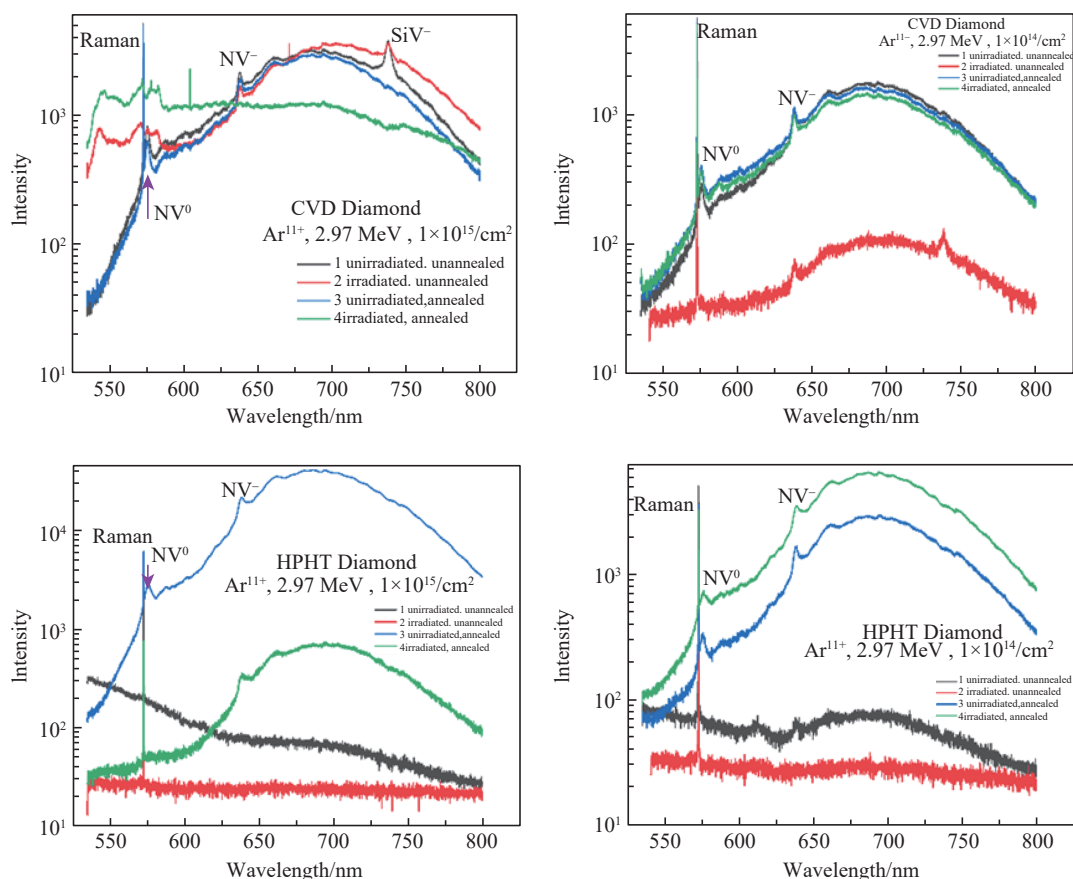 Raman
NV⁻
SiV⁻
NV⁰
CVD Diamond
Ar¹¹⁺, 2.97 MeV , 1×10¹⁵/cm²
1 unirradiated. unannealed
2 irradiated. unannealed
3 unirradiated,annealed
4irradiated, annealed
10³
10²
10¹
Intensity
550 600 650 700 750 800
Wavelength/nm
CVD Diamond
Ar¹¹⁻, 2.97 MeV , 1×10¹⁴/cm²
1 unirradiated. unannealed
2 irradiated. unannealed
3 unirradiated,annealed
4irradiated, annealed
Raman
NV⁻
NV⁰
10³
10²
10¹
Intensity
550 600 650 700 750 800
Wavelength/nm
NV⁻
Raman
NV⁰
HPHT Diamond
Ar¹¹⁺, 2.97 MeV , 1×10¹⁵/cm²
1 unirradiated. unannealed
2 irradiated. unannealed
3 unirradiated,annealed
4irradiated, annealed
10⁴
10³
10²
10¹
Intensity
550 600 650 700 750 800
Wavelength/nm
Raman
NV⁻
NV⁰
HPHT Diamond
Ar¹¹⁺, 2.97 MeV , 1×10¹⁴/cm²
1 unirradiated. unannealed
2 irradiated. unannealed
3 unirradiated,annealed
4irradiated, annealed
10³
10²
10¹
Intensity
550 600 650 700 750 800
Wavelength/nm